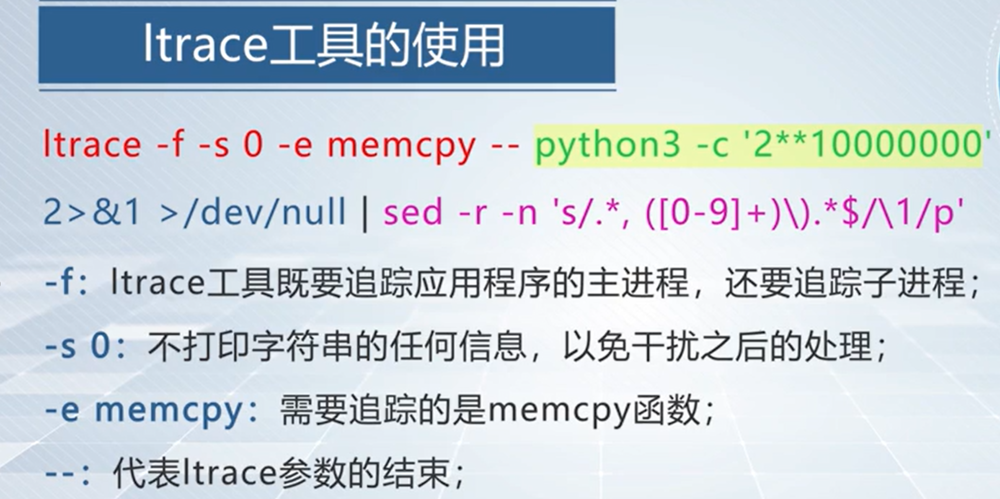 ltrace工具的使用
ltrace -f -s 0 -e memcpy -- python3 -c '2**10000000'
2>&1 >/dev/null | sed -r -n 's/.*, ([0-9]+)\).*$/\1/p'
-f：ltrace工具既要追踪应用程序的主进程，还要追踪子进程；
-s 0：不打印字符串的任何信息，以免干扰之后的处理；
-e memcpy：需要追踪的是memcpy函数；
--：代表ltrace参数的结束；